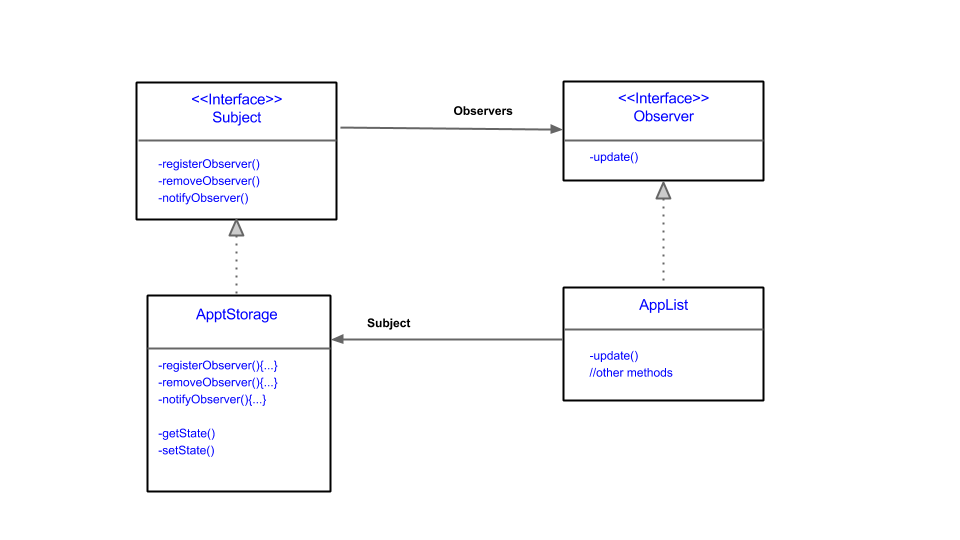 <<Interface>>
Subject
-registerObserver()
-removeObserver()
-notifyObserver()
Observers
<<Interface>>
Observer
-update()
ApptStorage
-registerObserver(){...}
-removeObserver(){...}
-notifyObserver(){...}
-getState()
-setState()
Subject
AppList
-update()
//other methods